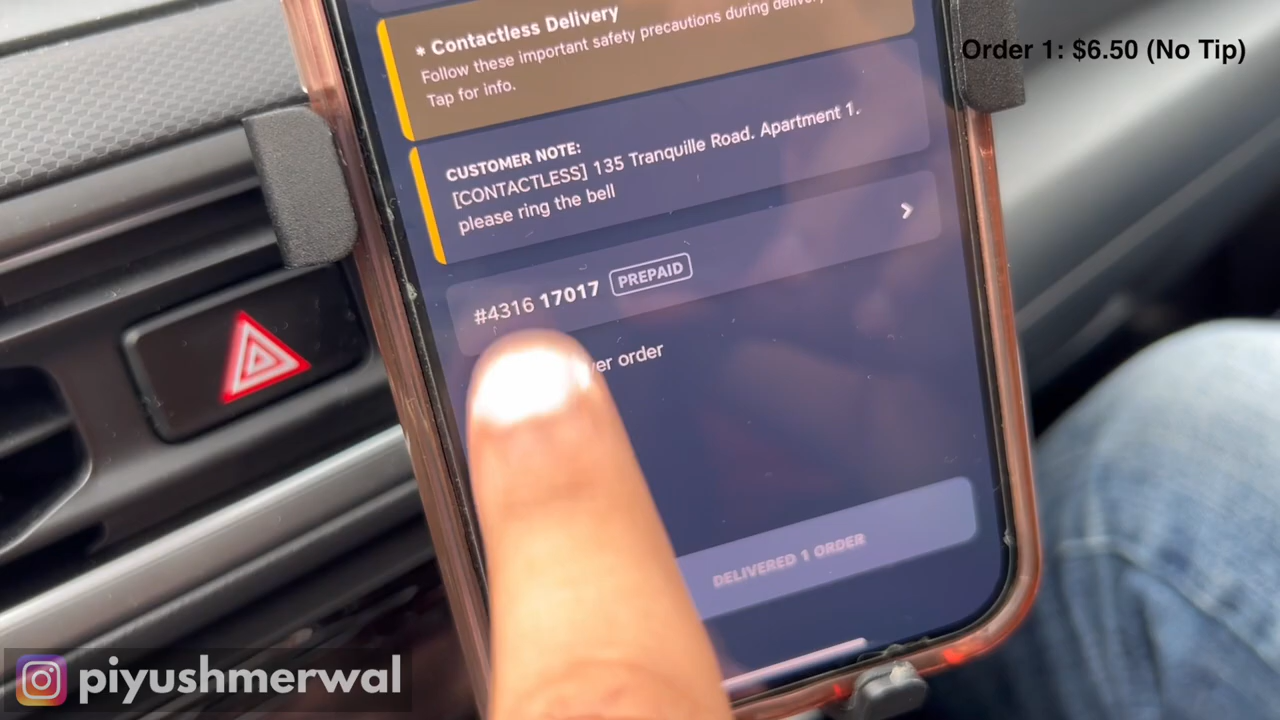 * Contactless Delivery
Follow these important safety precautions during
Tap for info.
Order 1: $6.50 (No Tip)
CUSTOMER NOTE:
[CONTACTLESS] 135 Tranquille Road. Apartment 1.
please ring the bell
#4316 17017 PREPAID
order
DELIVERED 1 ORDER
piyushmerwal